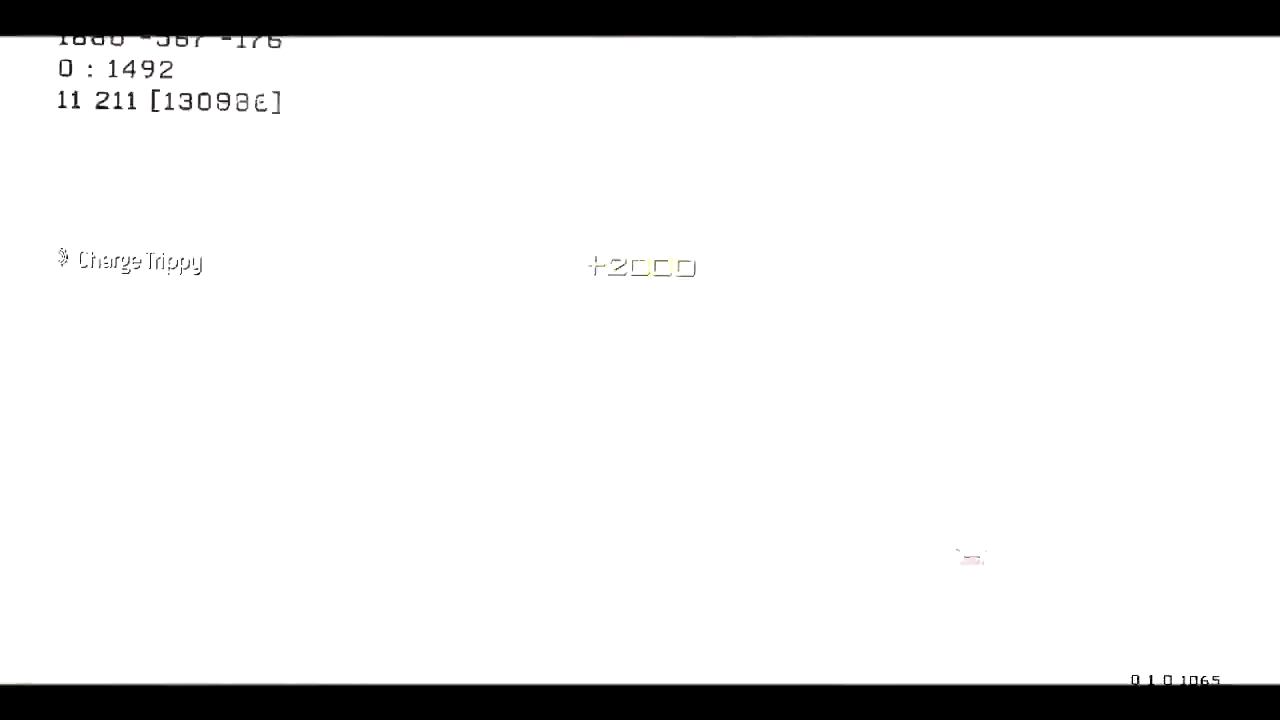 0 : 1492
11 211 [130986]
Charge Trippy
+2000
0 1 0 1065